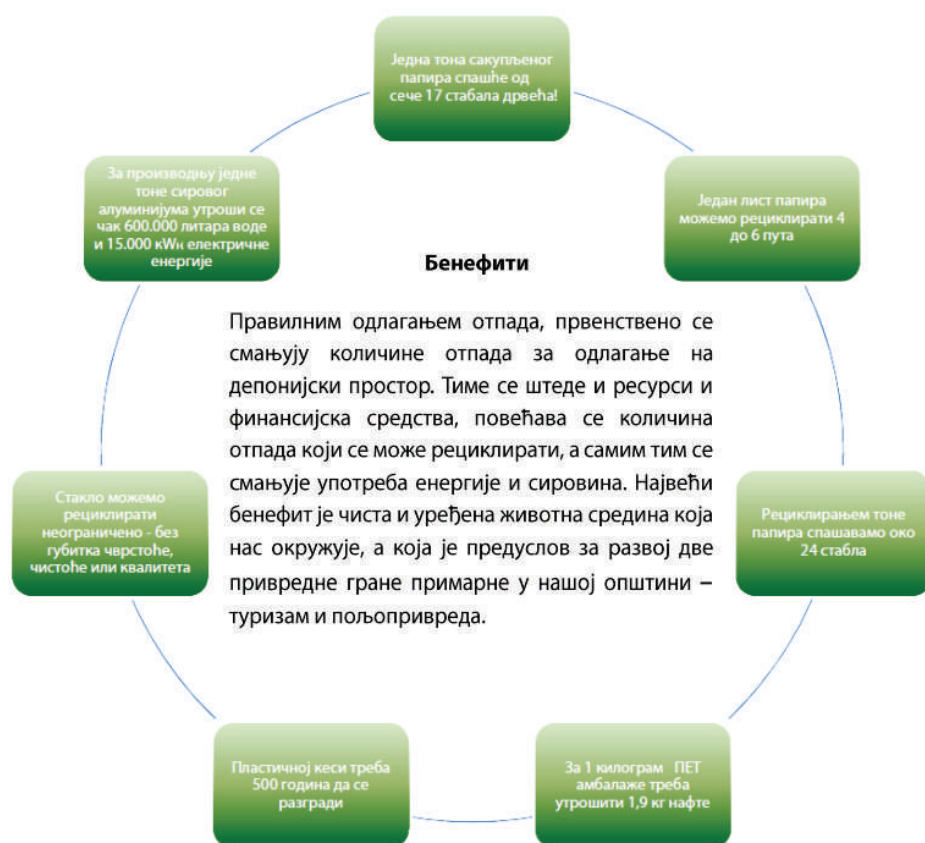 Једна тона сакупљеног
папира спашће од
сече 17 стабала дрвећа!
За производњу једне
тоне сировог
алуминијума утроши се
чак 600.000 литара воде
и 15.000 кWн електричне
енергије
Један лист папира
можемо рециклирати 4
до 6 пута
Бенефити
Правилним одлагањем отпада, првенствено се
смањују количине отпада за одлагање на
депонијски простор. Тиме се штеде и ресурси и
финансијска средства, повећава се количина
отпада који се може рециклирати, а самим тим се
смањује употреба енергије и сировина. Највећи
бенефит је чиста и уређена животна средина која
нас окружује, а која је предуслов за развој две
привредне гране примарне у нашој општини –
туризам и пољопривреда.
Стакло можемо
рециклирати
неограничено - без
губитка чврстоће,
чистоће или квалитета
Рециклирањем тоне
папира спашавамо око
24 стабла
Пластичној кеси треба
500 година да се
разгради
За 1 килограм ПЕТ
амбалаже треба
утрошити 1,9 кг нафте